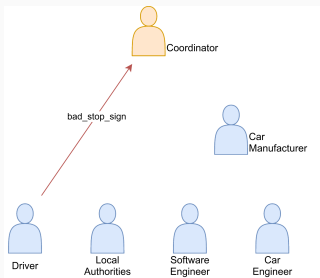 Coordinator
bad_stop_sign
Car
Manufacturer
Driver
Local
Authorities
Software
Engineer
Car
Engineer